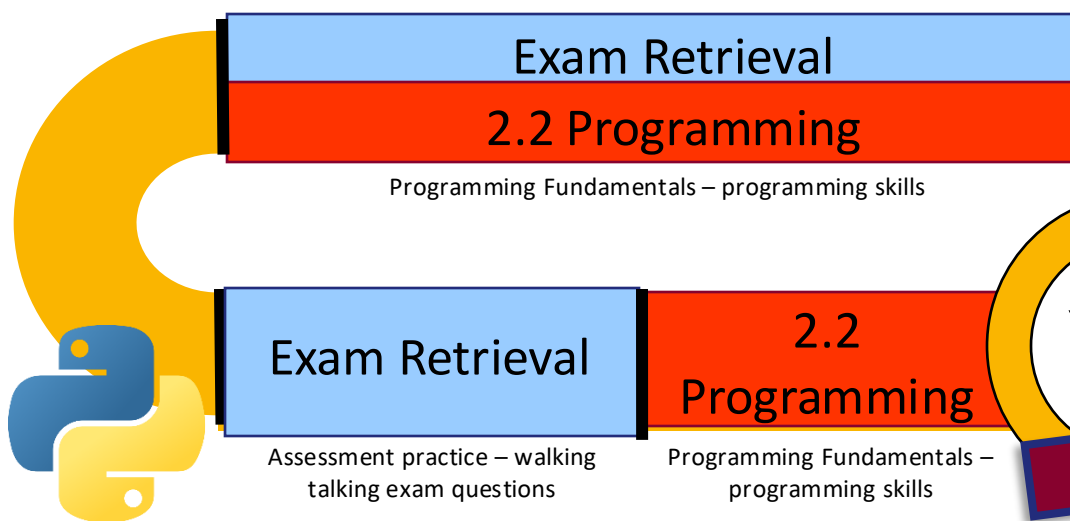 Exam Retrieval
2.2 Programming
Programming Fundamentals – programming skills
Exam Retrieval
2.2
Programming
Assessment practice – walking
talking exam questions
Programming Fundamentals –
programming skills